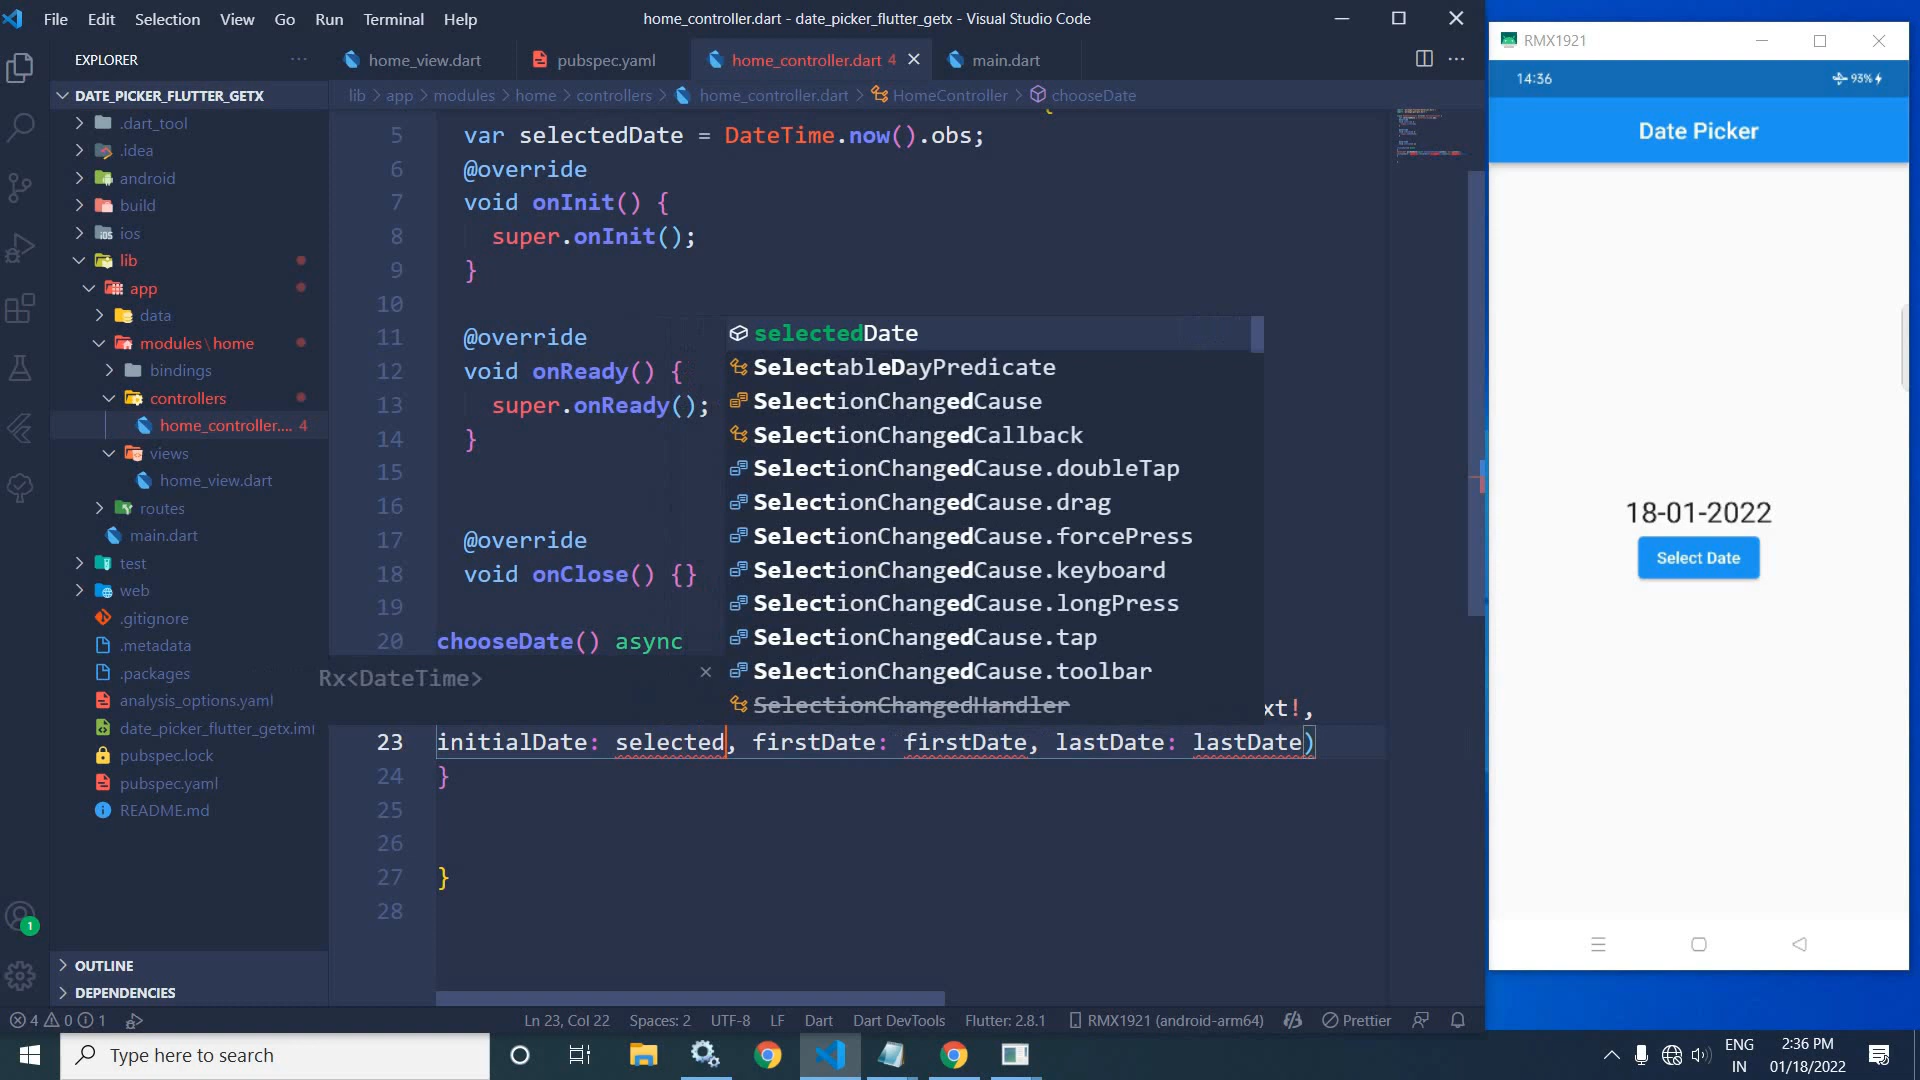 File Edit Selection View Go Run Terminal Help
home_controller.dart - date_picker_flutter_getx - Visual Studio Code
EXPLORER
home_view.dart
pubspec.yaml
home_controller.dart 4
main.dart
DATE_PICKER_FLUTTER_GETX
lib > app > modules > home > controllers > home_controller.dart > HomeController > chooseDate
.dart_tool
.idea
android
build
ios
lib
app
data
modules\home
bindings
controllers
home_controller.... 4
views
home_view.dart
routes
main.dart
test
web
.gitignore
.metadata
.packages
analysis_options.yaml
date_picker_flutter_getx.iml
pubspec.lock
pubspec.yaml
README.md
OUTLINE
DEPENDENCIES
5 var selectedDate = DateTime.now().obs;
6 @override
7 void onInit() {
8 super.onInit();
9 }
10
11 @override
12 void onReady() {
13 super.onReady();
14 }
15
16
17 @override
18 void onClose() {}
19
20 chooseDate() async
xt!,
23 initialDate: selected, firstDate: firstDate, lastDate: lastDate)
24 }
25
26
27 }
28
Rx<DateTime>
selectedDate
SelectableDayPredicate
SelectionChangedCause
SelectionChangedCallback
SelectionChangedCause.doubleTap
SelectionChangedCause.drag
SelectionChangedCause.forcePress
SelectionChangedCause.keyboard
SelectionChangedCause.longPress
SelectionChangedCause.tap
SelectionChangedCause.toolbar
SelectionChangedHandler
1
4 0 1
Ln 23, Col 22 Spaces: 2 UTF-8 LF Dart Dart DevTools Flutter: 2.8.1 RMX1921 (android-arm64) Prettier
RMX1921
14:36
93%
Date Picker
18-01-2022
Select Date
Type here to search
ENG
IN
2:36 PM
01/18/2022